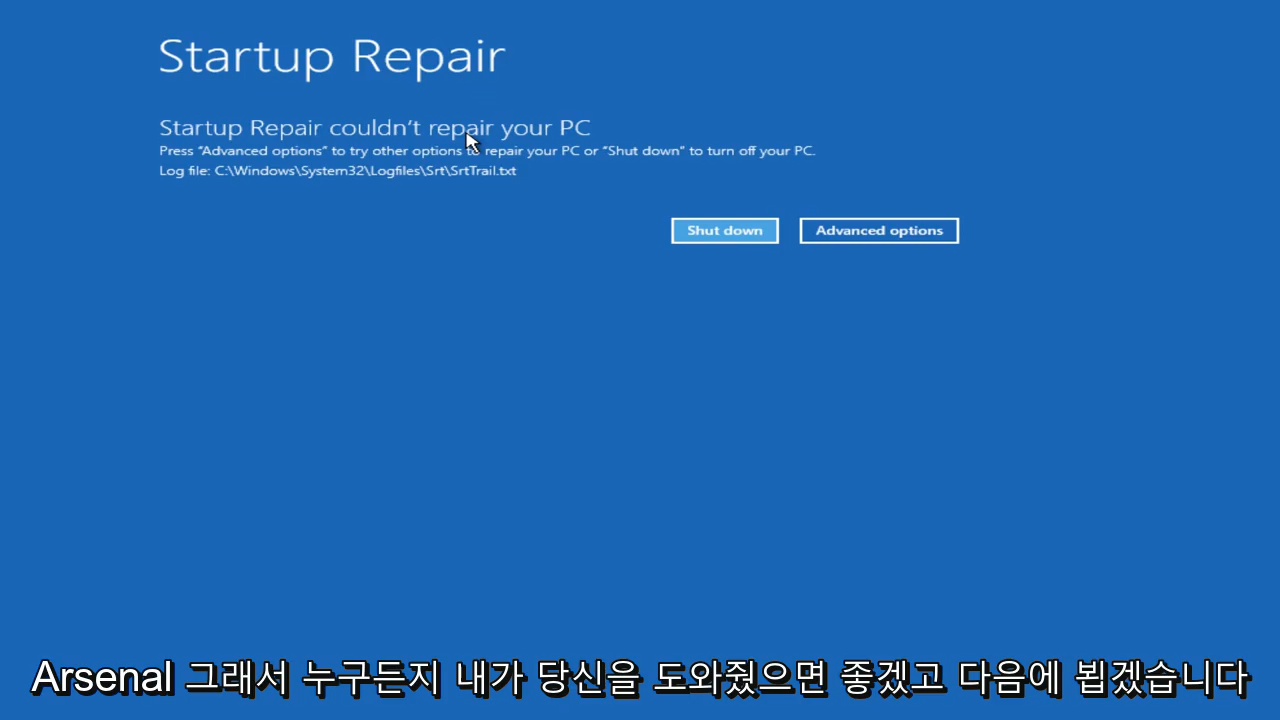 Startup Repair
Startup Repair couldn't repair your PC
Press “Advanced options” to try other options to repair your PC or “Shut down” to turn off your PC.
Log file: C:\Windows\System32\Logfiles\Srt\SrtTrail.txt
Shut down
Advanced options
Arsenal 그래서 누구든지 내가 당신을 도와줬으면 좋겠고 다음에 뵙겠습니다